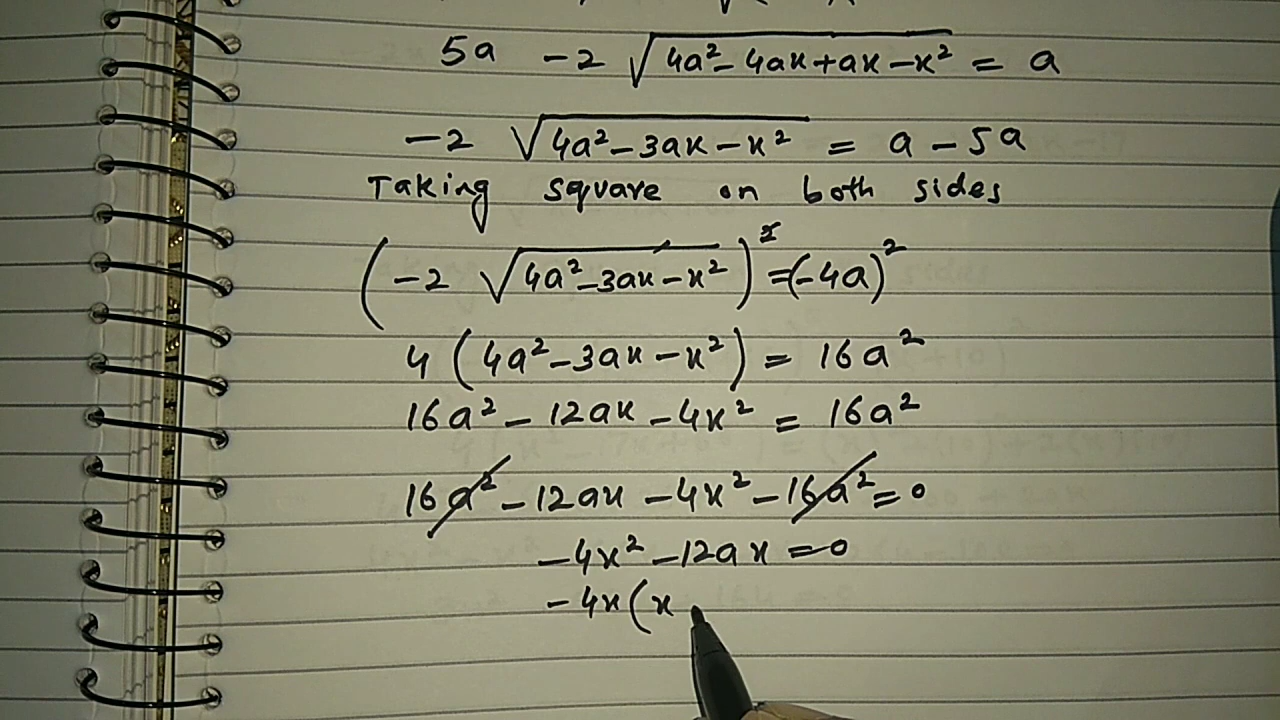 5a - 2 √(4a² - 4ax + ax - x²) = a
-2 √(4a² - 3ax - x²) = a - 5a
Taking square on both sides
(-2 √(4a² - 3ax - x²))² = (-4a)²
4 (4a² - 3ax - x²) = 16a²
16a² - 12ax - 4x² = 16a²
16a² - 12ax - 4x² - 16a² = 0
-4x² - 12ax = 0
-4x (x